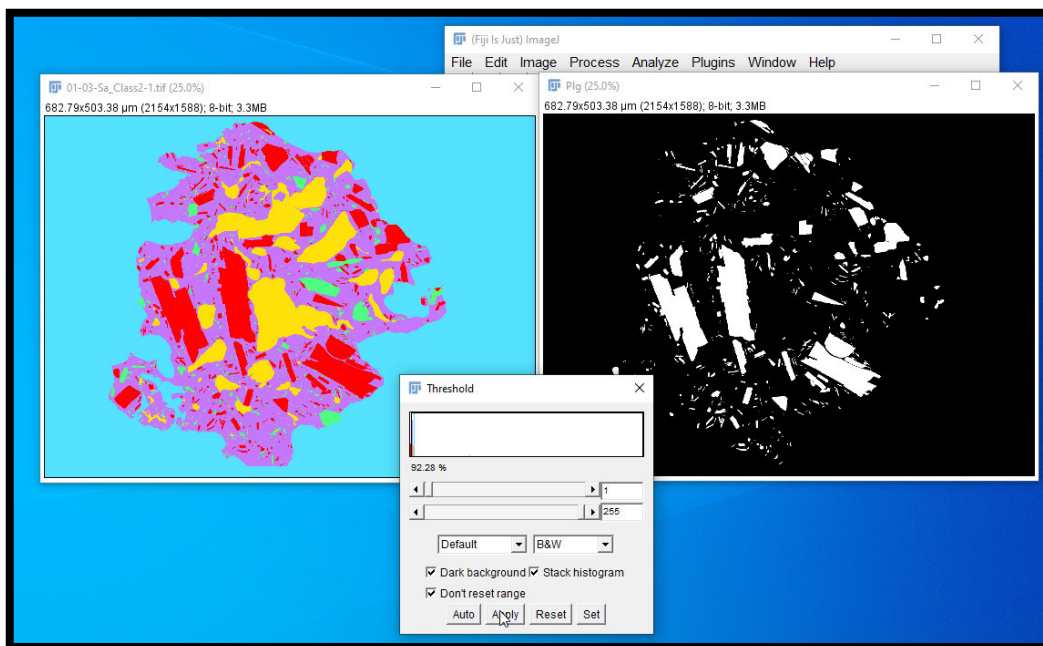 (Fiji Is Just) ImageJ
File Edit Image Process Analyze Plugins Window Help
01-03-Sa_Class2-1.tif (25.0%)
682.79x503.38 µm (2154x1588); 8-bit; 3.3MB
Plg (25.0%)
682.79x503.38 µm (2154x1588); 8-bit; 3.3MB
Threshold
92.28 %
1
255
Default B&W
Dark background Stack histogram
Don't reset range
Auto Apply Reset Set